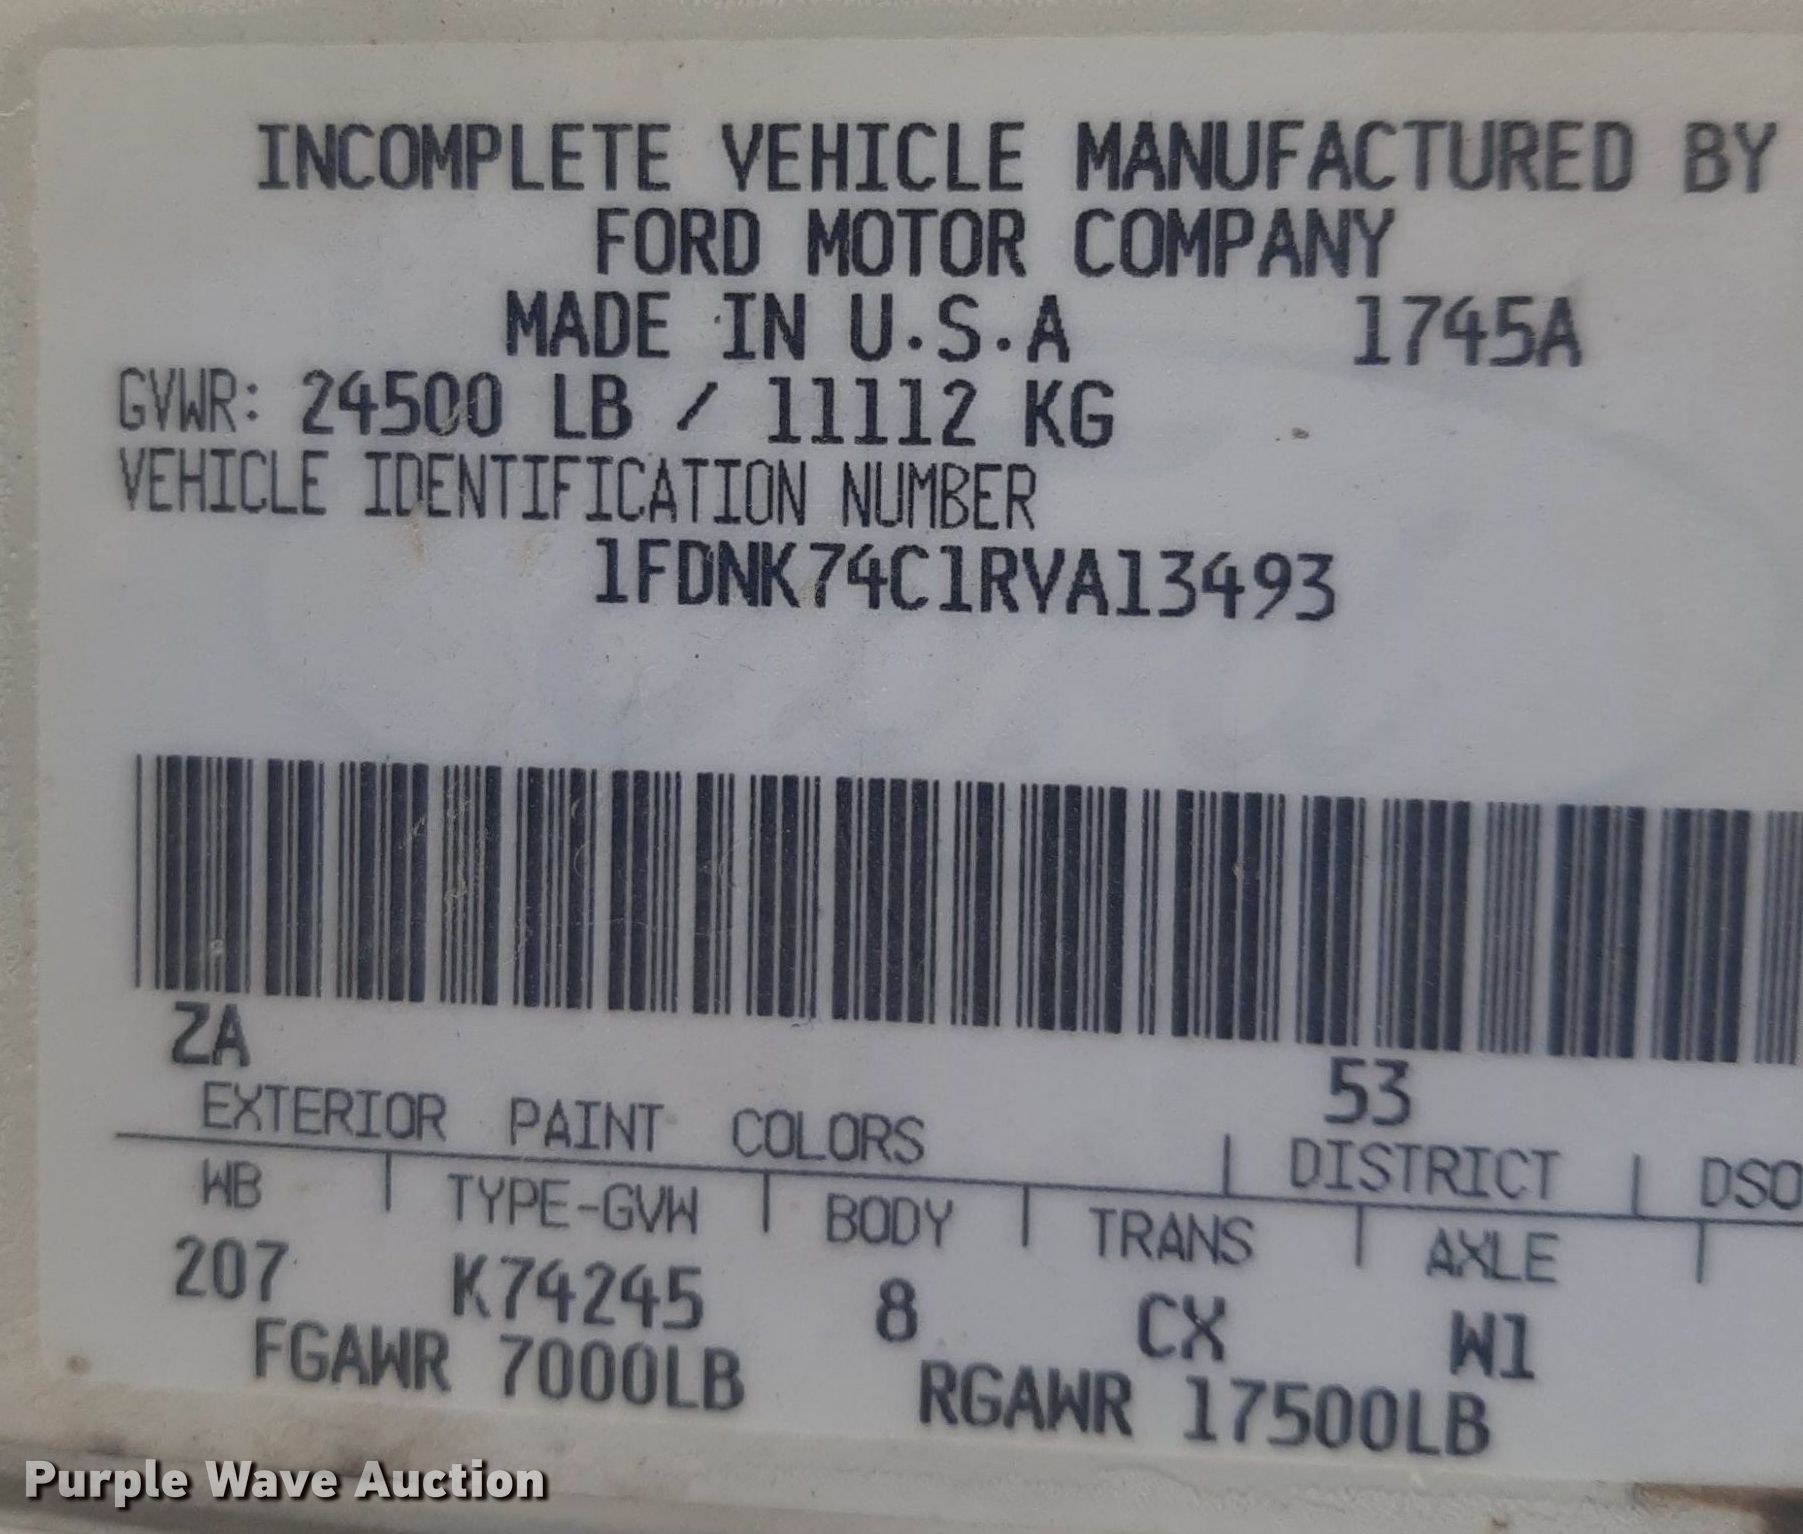 INCOMPLETE VEHICLE MANUFACTURED BY
FORD MOTOR COMPANY
MADE IN U.S.A 1745A
GVWR: 24500 LB / 11112 KG
VEHICLE IDENTIFICATION NUMBER
1FDNK74C1RVA13493
ZA 53
EXTERIOR PAINT COLORS DISTRICT DSO
WB TYPE-GVW BODY TRANS AXLE
207 K74245 8 CX W1
FGAWR 7000LB RGAWR 17500LB
Purple Wave Auction